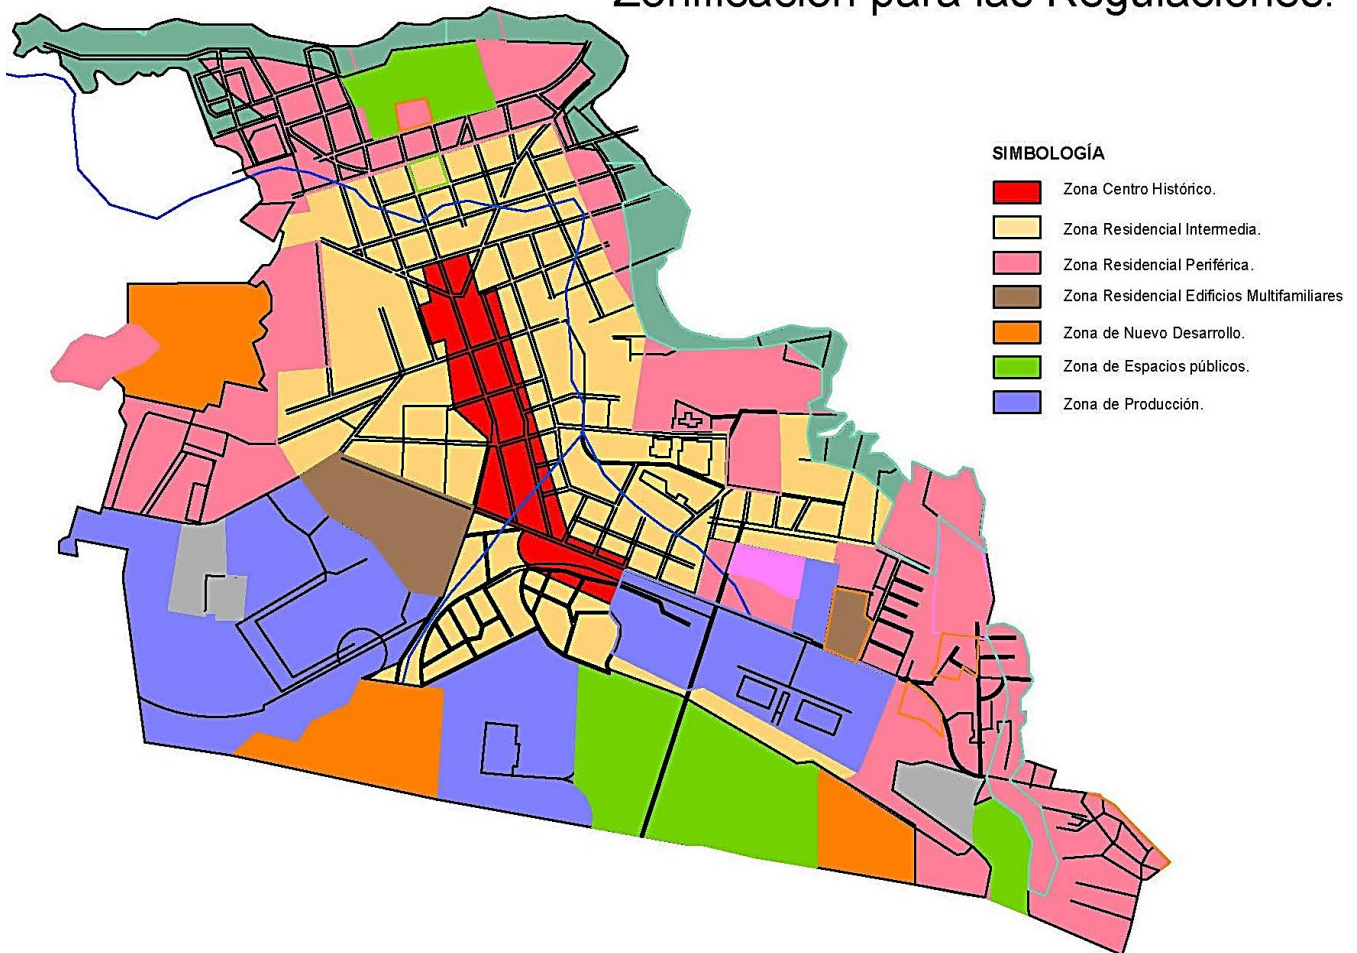 Zonificación para las Regulaciones.
SIMBOLOGÍA
Zona Centro Histórico.
Zona Residencial Intermedia.
Zona Residencial Periférica.
Zona Residencial Edificios Multifamiliares
Zona de Nuevo Desarrollo.
Zona de Espacios públicos.
Zona de Producción.